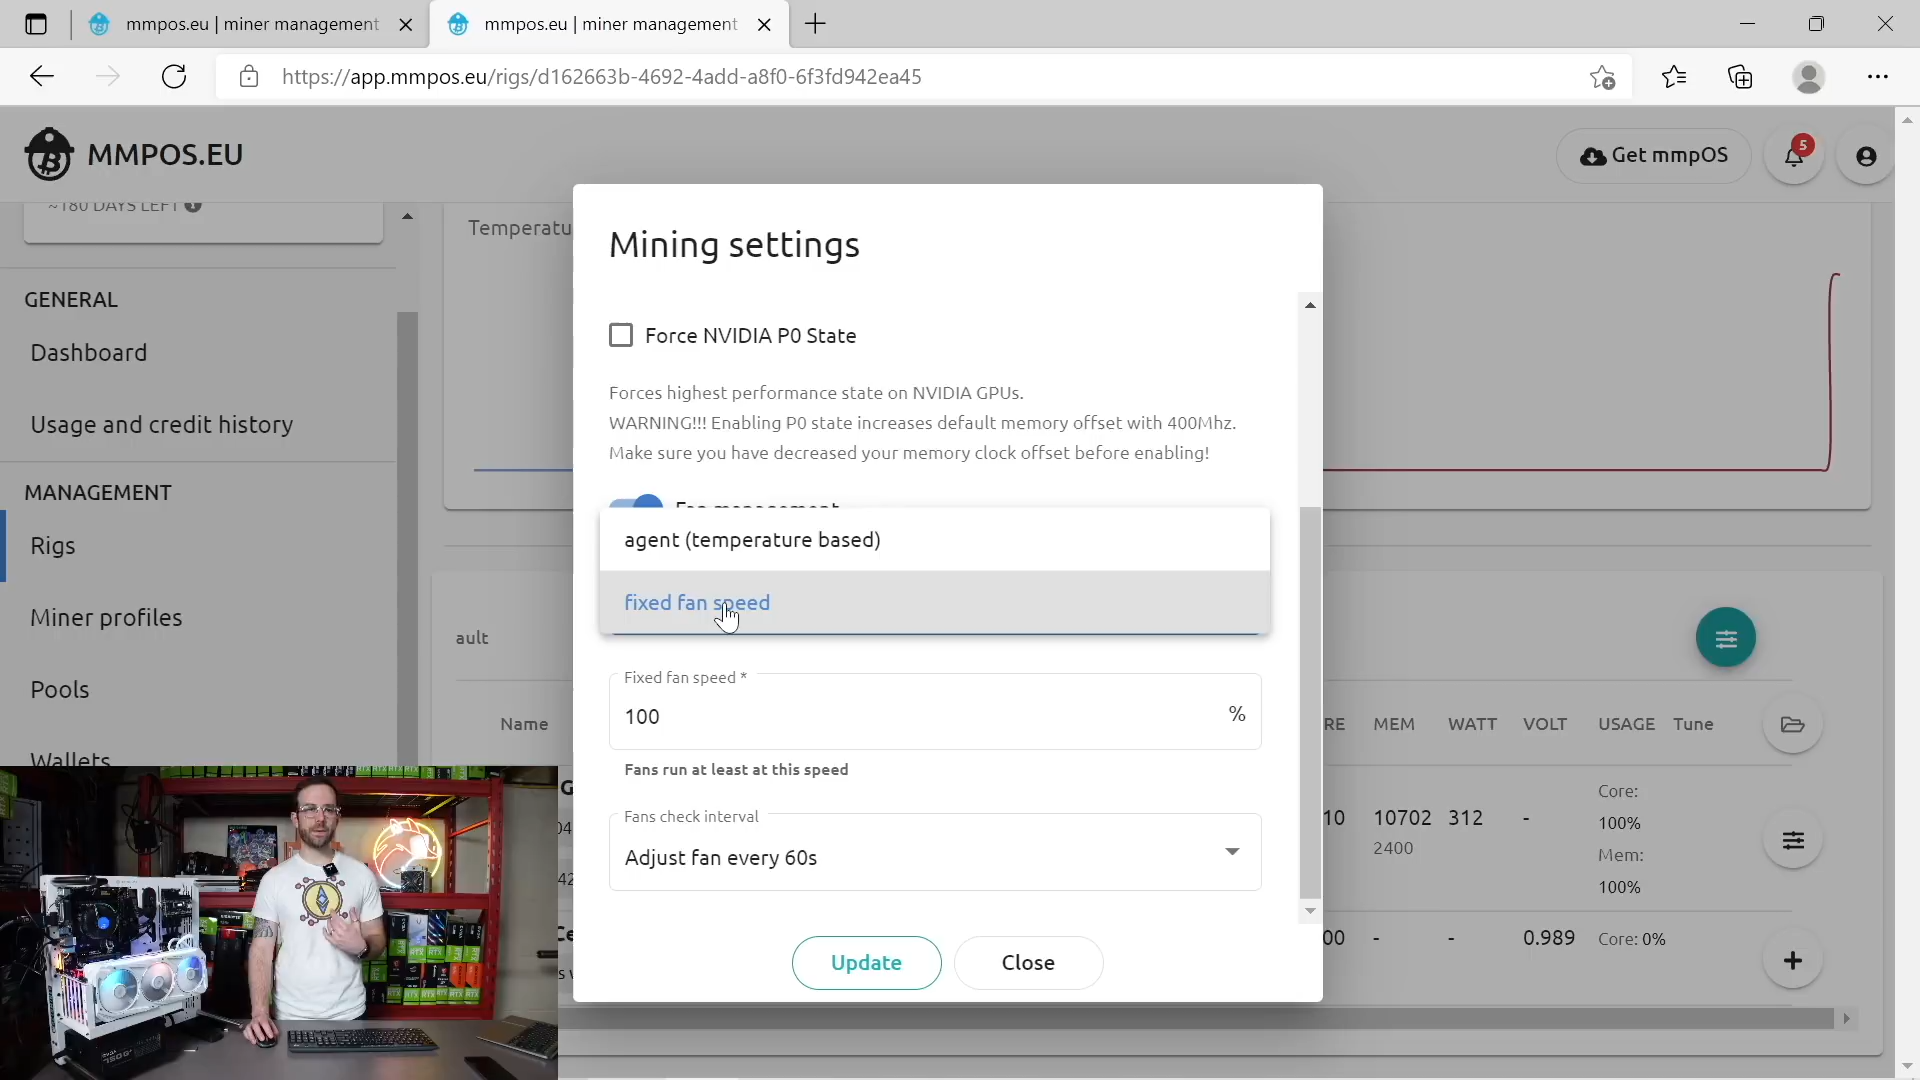 mmpos.eu | miner management
mmpos.eu | miner management
https://app.mmpos.eu/rigs/d162663b-4692-4add-a8f0-6f3fd942ea45
MMPOS.EU
Get mmpOS
5
~180 DAYS LEFT
GENERAL
Dashboard
Usage and credit history
MANAGEMENT
Rigs
Miner profiles
Pools
Wallets
Temperatu
Mining settings
Force NVIDIA P0 State
Forces highest performance state on NVIDIA GPUs.
WARNING!!! Enabling P0 state increases default memory offset with 400Mhz.
Make sure you have decreased your memory clock offset before enabling!
Fan management
agent (temperature based)
fixed fan speed
Fixed fan speed *
100 %
Fans run at least at this speed
Fans check interval
Adjust fan every 60s
Update
Close
ault
Name
RE MEM WATT VOLT USAGE Tune
10 10702 312 - Core:
2400 100%
Mem:
100%
00 - - 0.989 Core: 0%